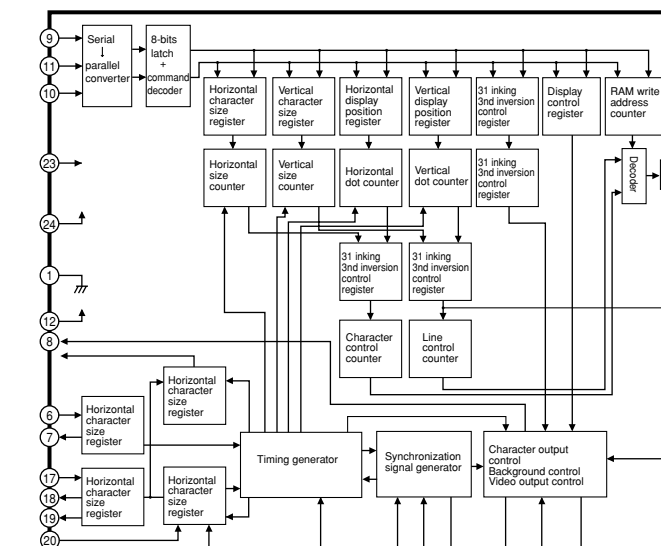 9
Serial
parallel
converter
8-bits
latch
+
command
decoder
11
10
Horizontal
character
size
register
Vertical
character
size
register
Horizontal
display
position
register
Vertical
display
position
register
31 inking
3nd inversion
control
register
Display
control
register
RAM write
address
counter
23
Horizontal
size
counter
Vertical
size
counter
Horizontal
dot counter
Vertical
dot counter
31 inking
3nd inversion
control
register
Decoder
24
1
31 inking
3nd inversion
control
register
31 inking
3nd inversion
control
register
12
8
Character
control
counter
Line
control
counter
Horizontal
character
size
register
6
7
Horizontal
character
size
register
Timing generator
Synchronization
signal generator
Character output
control
Background control
Video output control
17
18
19
20
Horizontal
character
size
register
Horizontal
character
size
register